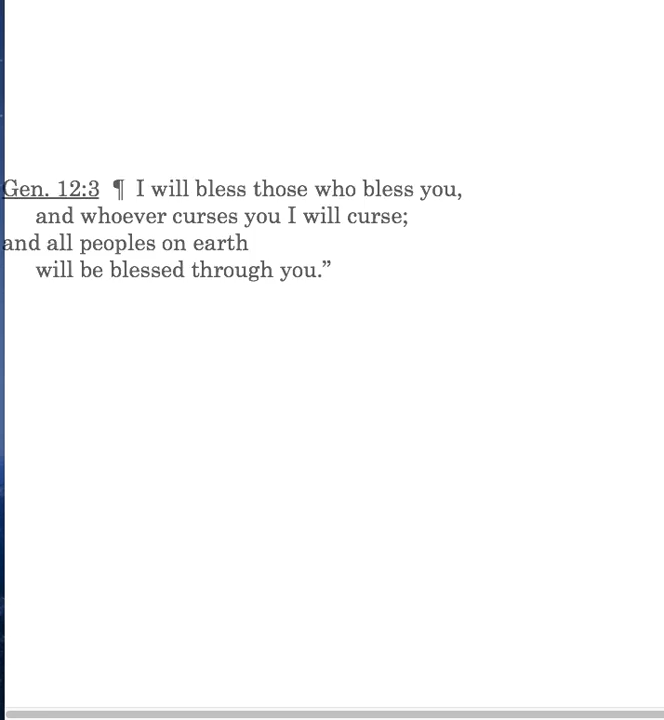 Gen. 12:3 ¶ I will bless those who bless you,
and whoever curses you I will curse;
and all peoples on earth
will be blessed through you.”